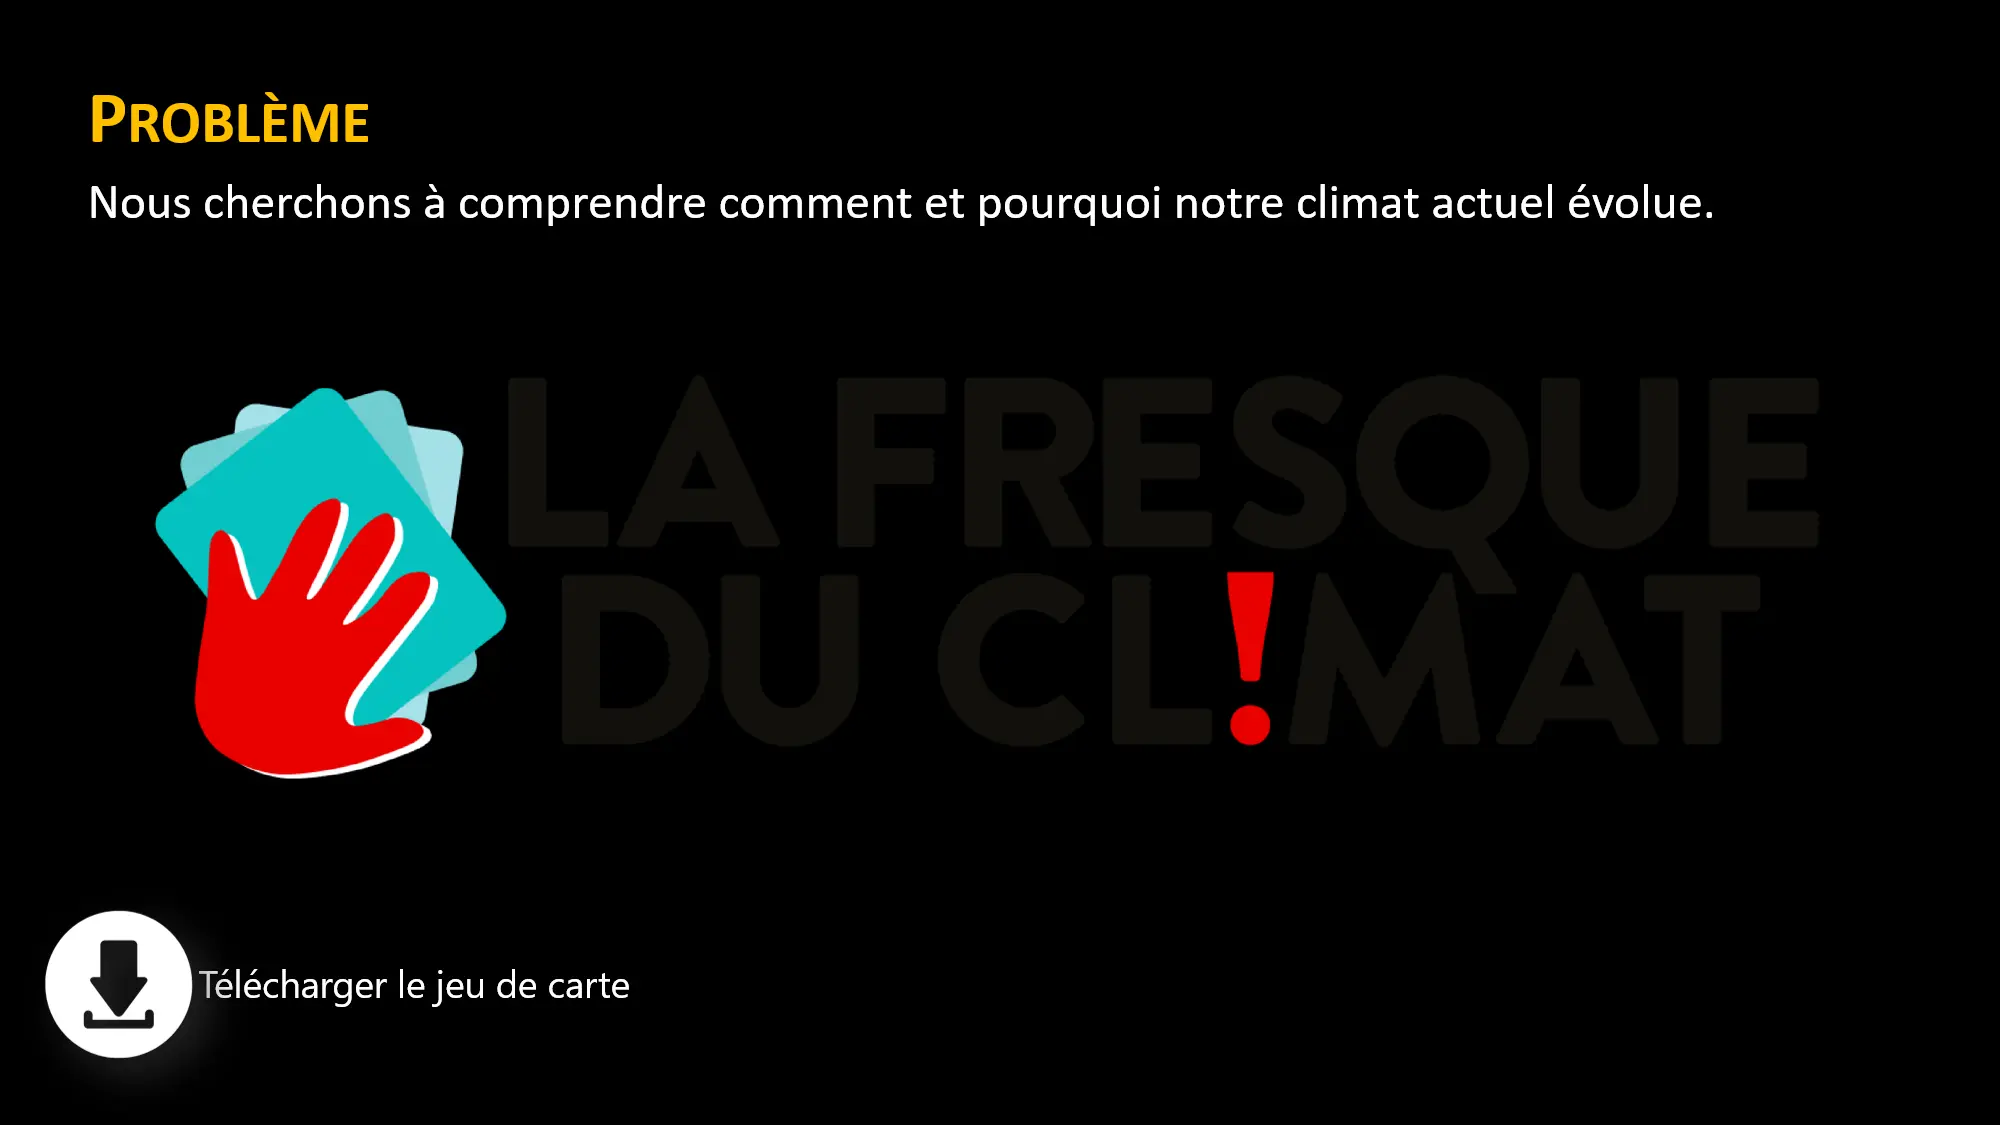 PROBLÈME
Nous cherchons à comprendre comment et pourquoi notre climat actuel évolue.
LA FRESQUE
DU CL!MAT
Télécharger le jeu de carte